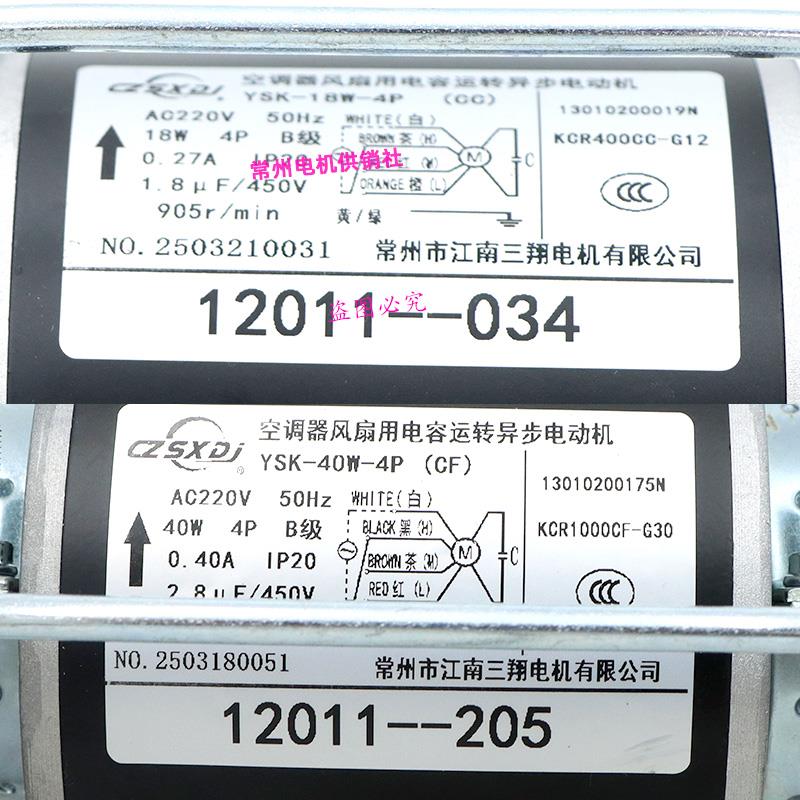 CZSXDJ
空调器风扇用电容运转异步电动机
YSK-18W-4P (CC)
AC220V 50Hz WHITE(白)
18W 4P B级 BROWN 茶 (H)
0.27A IP20 (M)
1.8μF/450V ORANGE 橙 (L)
905r/min 黄/绿
M
C
13010200019N
KCR400CC-G12
CCC
常州电机供销社
NO.2503210031 常州市江南三翔电机有限公司
盗图必究
12011--034
CZSXDJ
®
空调器风扇用电容运转异步电动机
YSK-40W-4P (CF)
AC220V 50Hz WHITE(白)
40W 4P B级 BLACK 黑 (H)
0.40A IP20 BROWN 茶 (M)
2.8μF/450V RED 红 (L)
M
C
13010200175N
KCR1000CF-G30
CCC
NO.2503180051 常州市江南三翔电机有限公司
12011--205